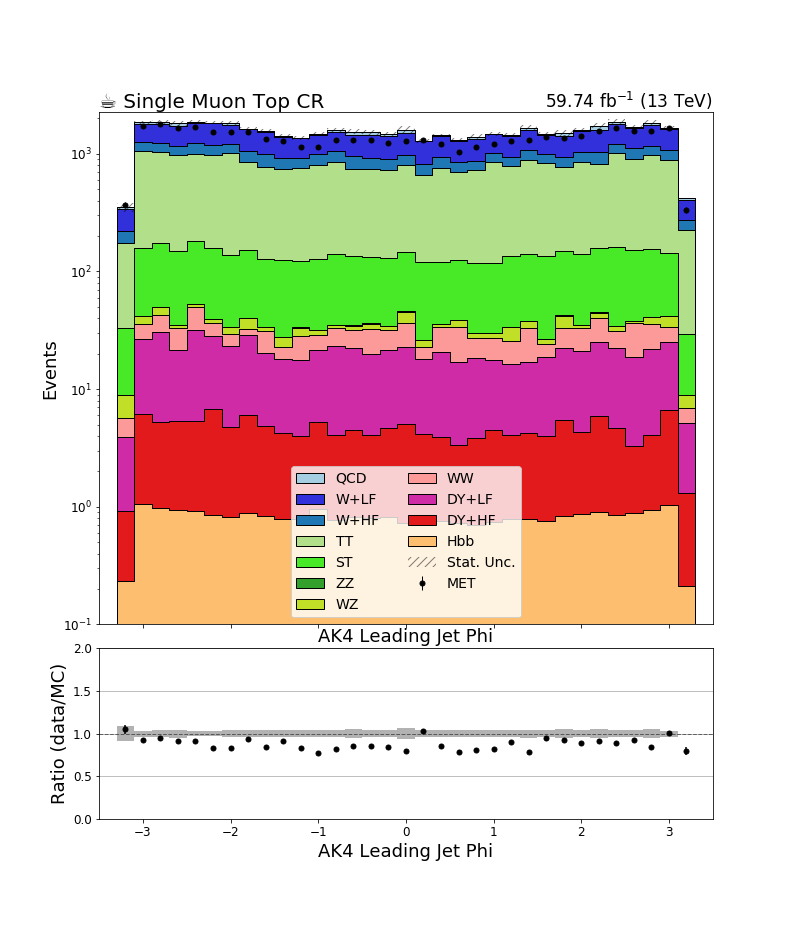 ☕ Single Muon Top CR
59.74 fb⁻¹ (13 TeV)
Events
10³
10²
10¹
10⁰
10⁻¹
QCD
W+LF
W+HF
TT
ST
ZZ
WZ
WW
DY+LF
DY+HF
Hbb
Stat. Unc.
MET
AK4 Leading Jet Phi
Ratio (data/MC)
2.0
1.5
1.0
0.5
0.0
−3 −2 −1 0 1 2 3
AK4 Leading Jet Phi